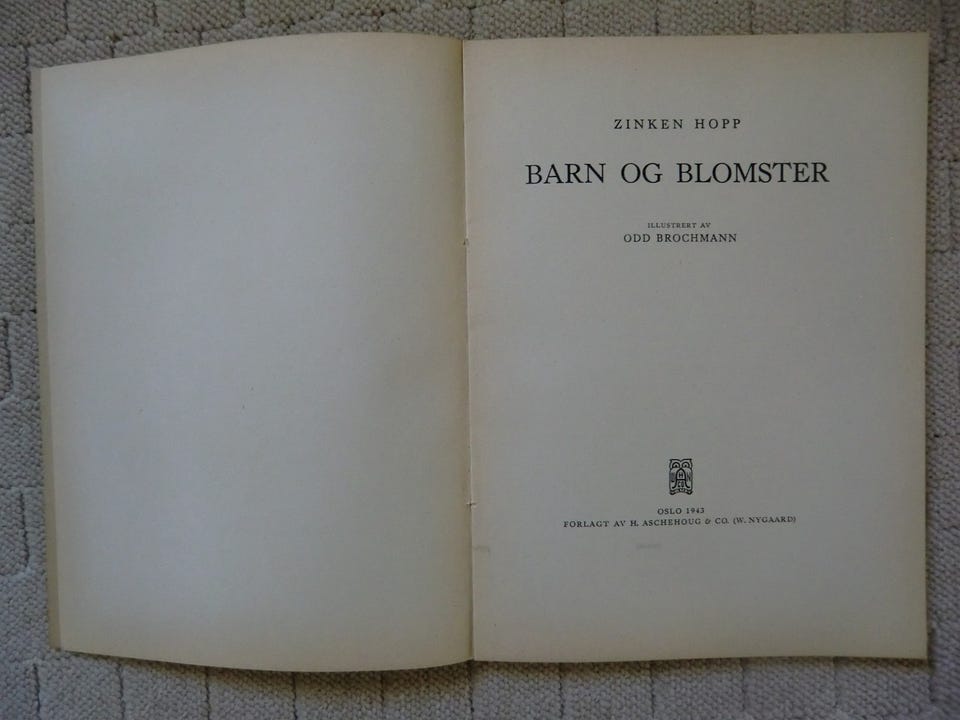 ZINKEN HOPP
BARN OG BLOMSTER
ILLUSTRERT AV
ODD BROCHMANN
OSLO 1943
FORLAGT AV H. ASCHEHOUG & CO. (W. NYGAARD)